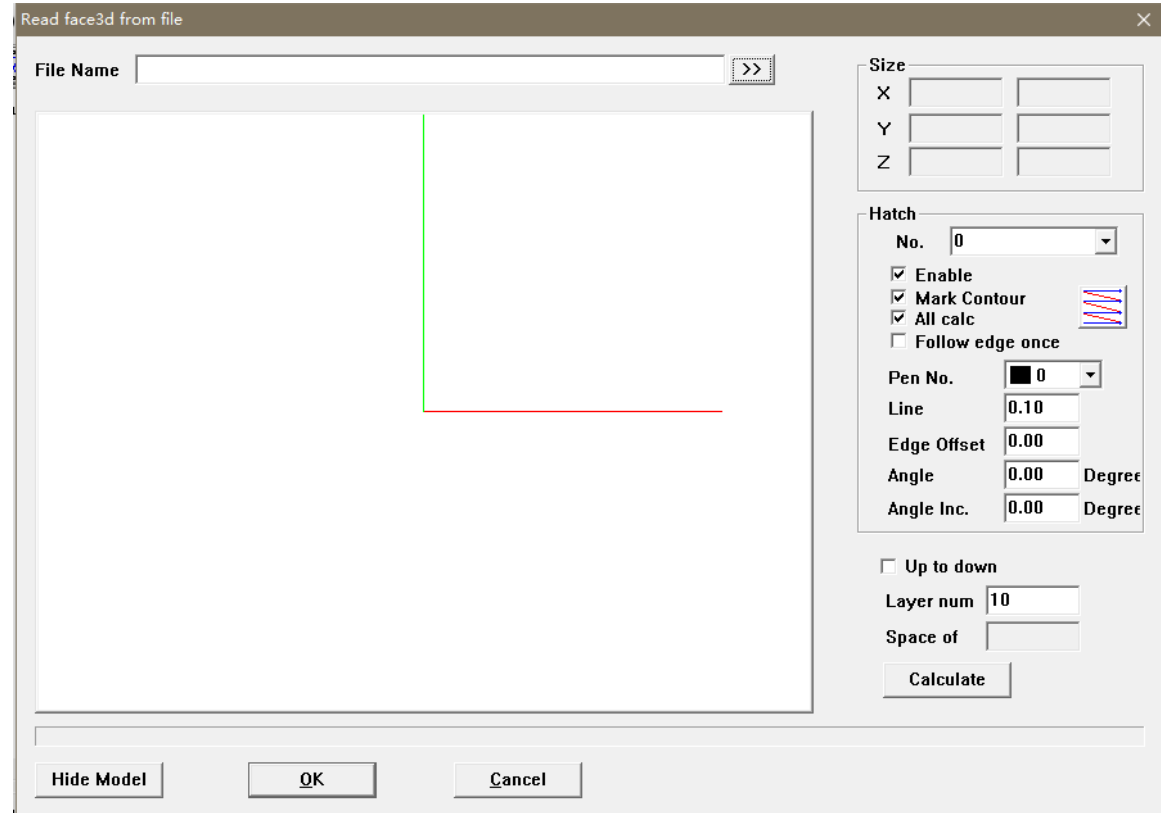 Read face3d from file
File Name
>>
Size
X
Y
Z
Hatch
No. 0
Enable
Mark Contour
All calc
Follow edge once
Pen No. 0
Line 0.10
Edge Offset 0.00
Angle 0.00 Degree
Angle Inc. 0.00 Degree
Up to down
Layer num 10
Space of
Calculate
Hide Model
OK
Cancel